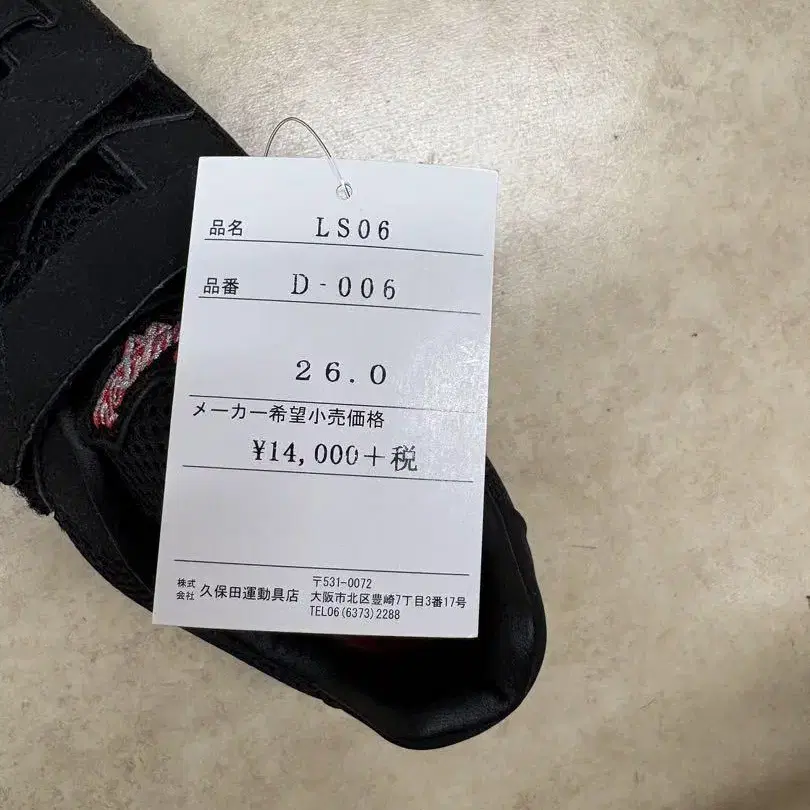 品名 LS06
品番 D-006
26.0
メーカー希望小売価格
¥14,000+税
株式会社 久保田運動具店
〒531-0072
大阪市北区豊崎7丁目3番17号
TEL06(6373)2288